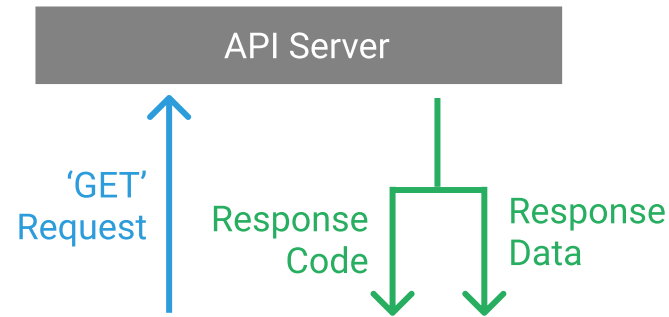 API Server
‘GET’
Request
Response
Code
Response
Data